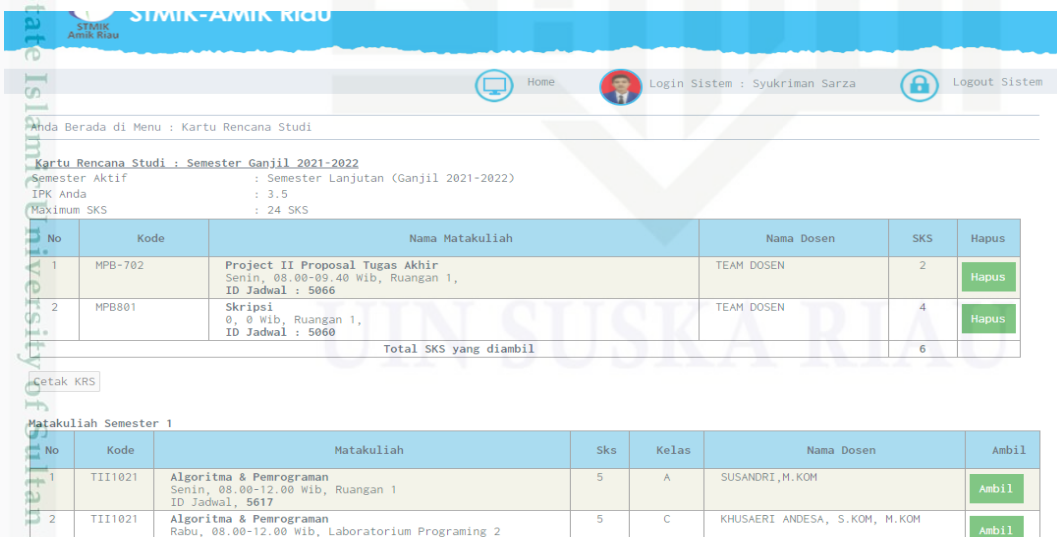 STMIK-AMIK Riau
STMIK
Amik Riau
Home
Login Sistem : Syukriman Sarza
Logout Sistem
Anda Berada di Menu : Kartu Rencana Studi
Kartu Rencana Studi : Semester Ganjil 2021-2022
Semester Aktif : Semester Lanjutan (Ganjil 2021-2022)
IPK Anda : 3.5
Maximum SKS : 24 SKS
No Kode Nama Matakuliah Nama Dosen SKS Hapus
1 MPB-702 Project II Proposal Tugas Akhir TEAM DOSEN 2 Hapus
Senin, 08.00-09.40 Wib, Ruangan 1,
ID Jadwal : 5066
2 MPB801 Skripsi TEAM DOSEN 4 Hapus
0, 0 Wib, Ruangan 1,
ID Jadwal : 5060
Total SKS yang diambil 6
Cetak KRS
Matakuliah Semester 1
No Kode Matakuliah Sks Kelas Nama Dosen Ambil
1 TII1021 Algoritma & Pemrograman 5 A SUSANDRI,M.KOM Ambil
Senin, 08.00-12.00 Wib, Ruangan 1
ID Jadwal, 5617
2 TII1021 Algoritma & Pemrograman 5 C KHUSAERI ANDESA, S.KOM, M.KOM Ambil
Rabu, 08.00-12.00 Wib, Laboratorium Programing 2
UIN SUSKA RIAU
tate Islamic University of Sultan